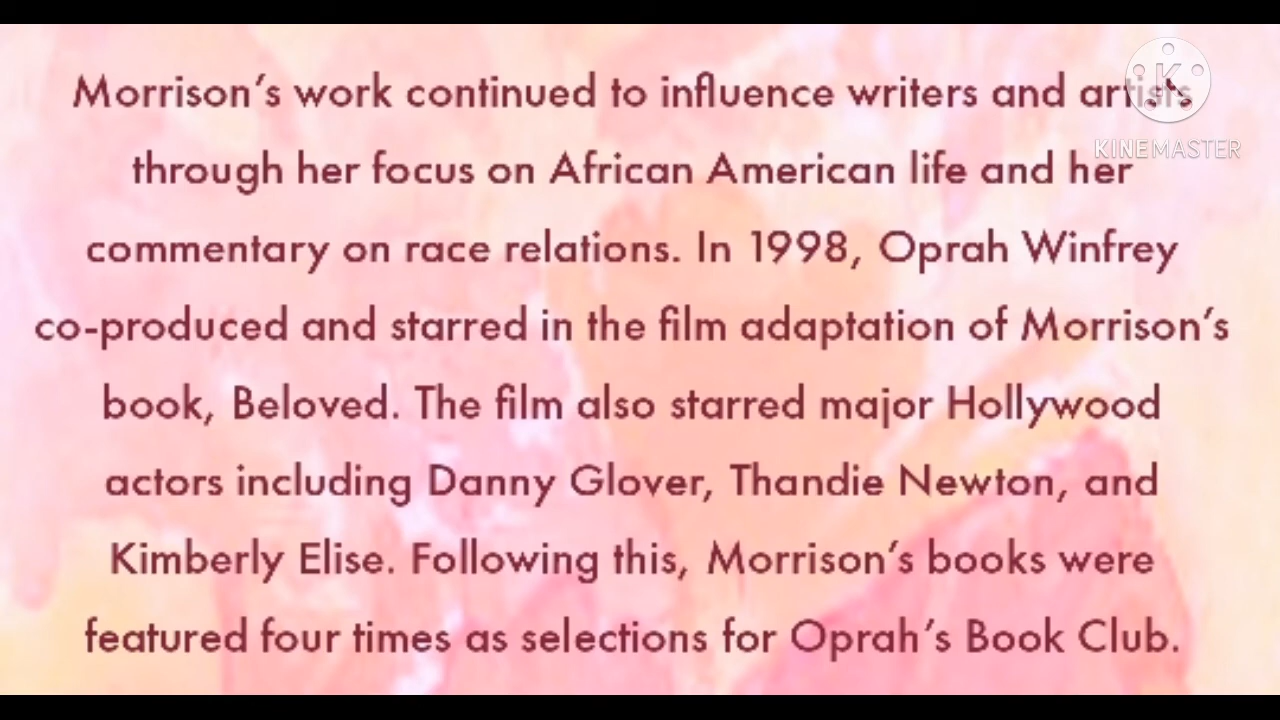 Morrison’s work continued to influence writers and artists
through her focus on African American life and her
commentary on race relations. In 1998, Oprah Winfrey
co-produced and starred in the film adaptation of Morrison’s
book, Beloved. The film also starred major Hollywood
actors including Danny Glover, Thandie Newton, and
Kimberly Elise. Following this, Morrison’s books were
featured four times as selections for Oprah’s Book Club.
K
KINEMASTER